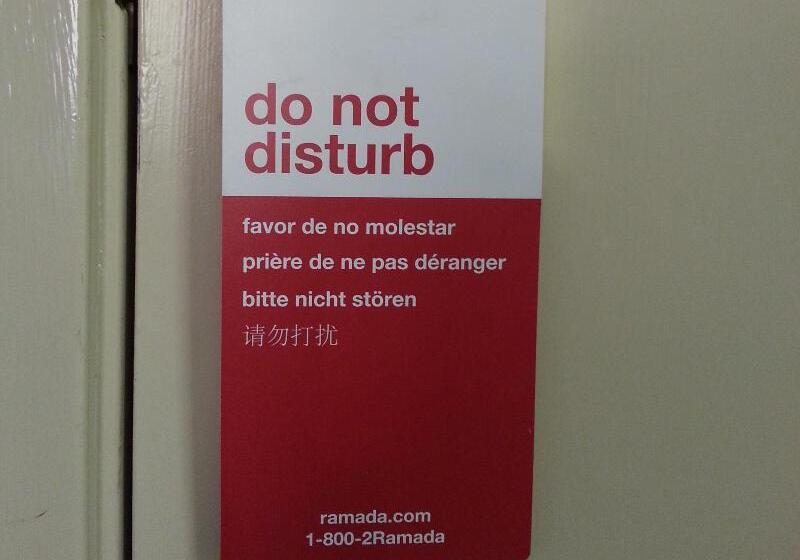 do not
disturb
favor de no molestar
prière de ne pas déranger
bitte nicht stören
请勿打扰
ramada.com
1-800-2Ramada